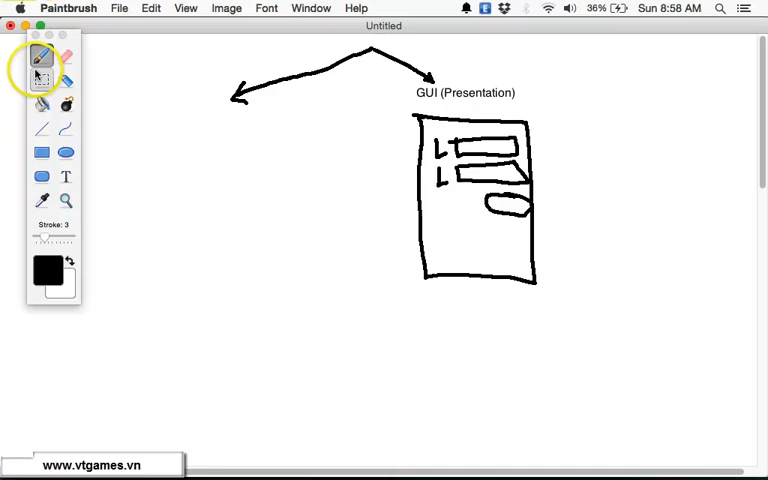 Paintbrush File Edit View Image Font Window Help 36% Sun 8:58 AM
Untitled
GUI (Presentation)
L
L
T
Stroke: 3
www.vtgames.vn